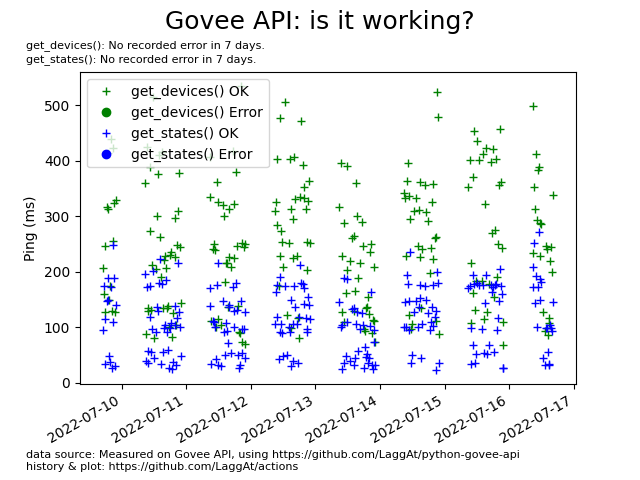 Govee API: is it working?
get_devices(): No recorded error in 7 days.
get_states(): No recorded error in 7 days.
get_devices() OK
get_devices() Error
get_states() OK
get_states() Error
Ping (ms)
500
400
300
200
100
0
2022-07-10
2022-07-11
2022-07-12
2022-07-13
2022-07-14
2022-07-15
2022-07-16
2022-07-17
data source: Measured on Govee API, using https://github.com/LaggAt/python-govee-api
history & plot: https://github.com/LaggAt/actions